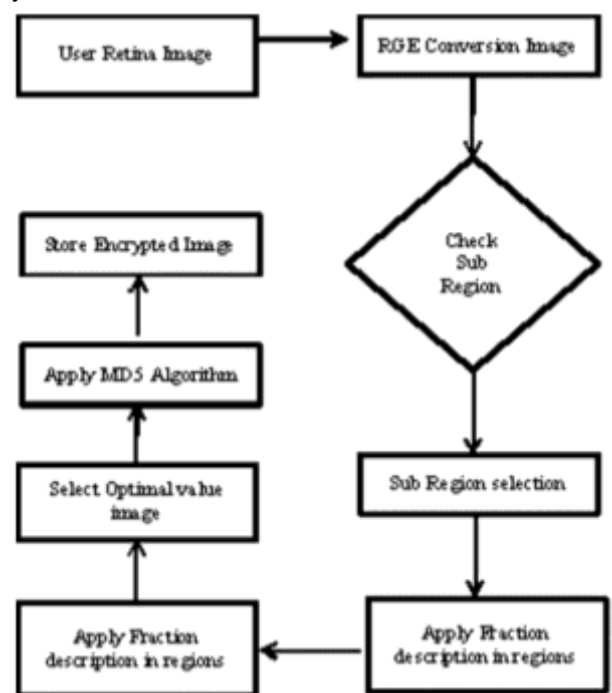 User Retina Image
RGE Conversion Image
Check
Sub
Region
Sub Region selection
Apply Fraction
description in regions
Apply Fraction
description in regions
Select Optimal value
image
Apply MD5 Algorithm
Store Encrypted Image